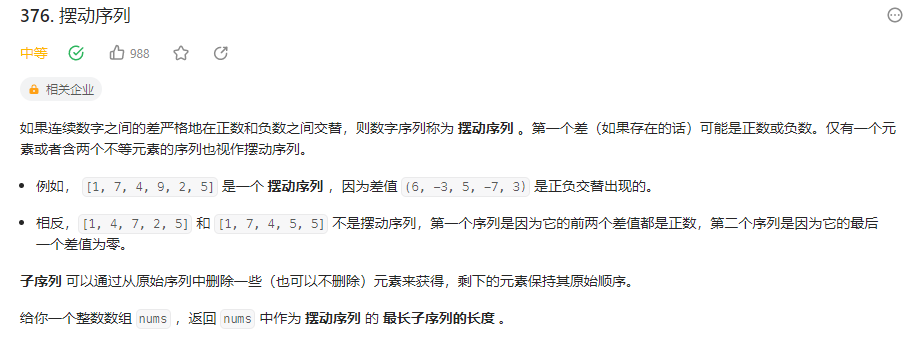 376. 摆动序列
中等 988
相关企业
如果连续数字之间的差严格地在正数和负数之间交替，则数字序列称为 摆动序列 。第一个差（如果存在的话）可能是正数或负数。仅有一个元
素或者含两个不等元素的序列也视作摆动序列。
• 例如， [1, 7, 4, 9, 2, 5] 是一个 摆动序列 ，因为差值 (6, -3, 5, -7, 3) 是正负交替出现的。
• 相反，[1, 4, 7, 2, 5] 和 [1, 7, 4, 5, 5] 不是摆动序列，第一个序列是因为它的前两个差值都是正数，第二个序列是因为它的最后
一个差值为零。
子序列 可以通过从原始序列中删除一些（也可以不删除）元素来获得，剩下的元素保持其原始顺序。
给你一个整数数组 nums ，返回 nums 中作为 摆动序列 的 最长子序列的长度 。